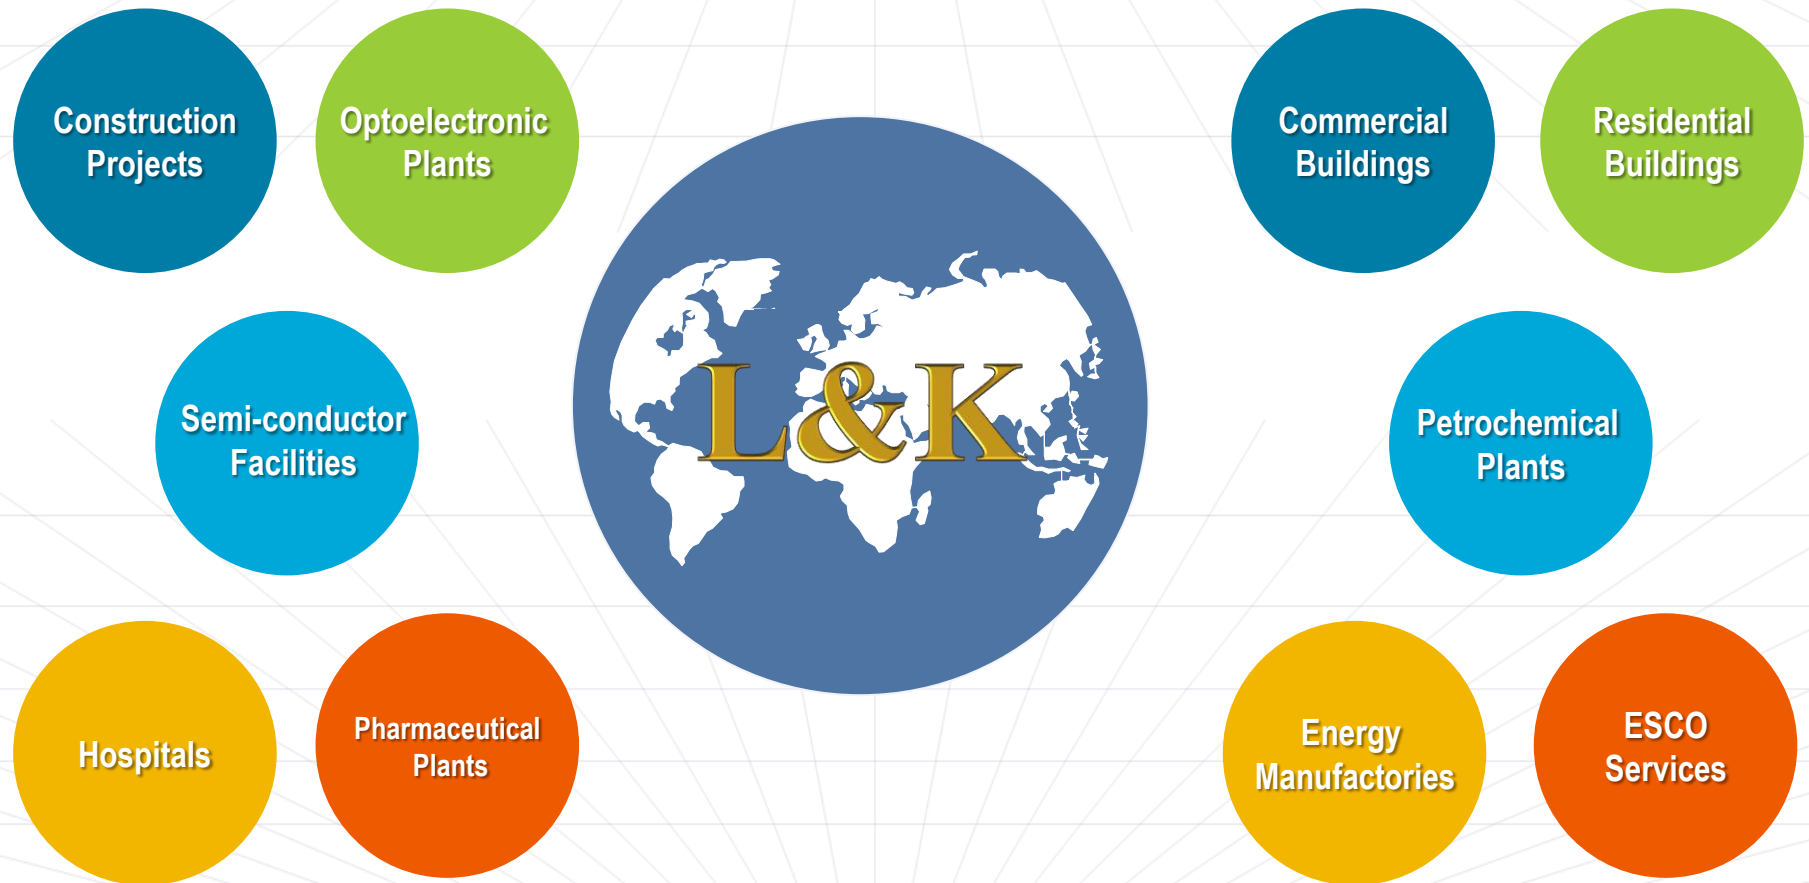 Construction
Projects
Optoelectronic
Plants
Commercial
Buildings
Residential
Buildings
Semi-conductor
Facilities
L&K
Petrochemical
Plants
Hospitals
Pharmaceutical
Plants
Energy
Manufactories
ESCO
Services